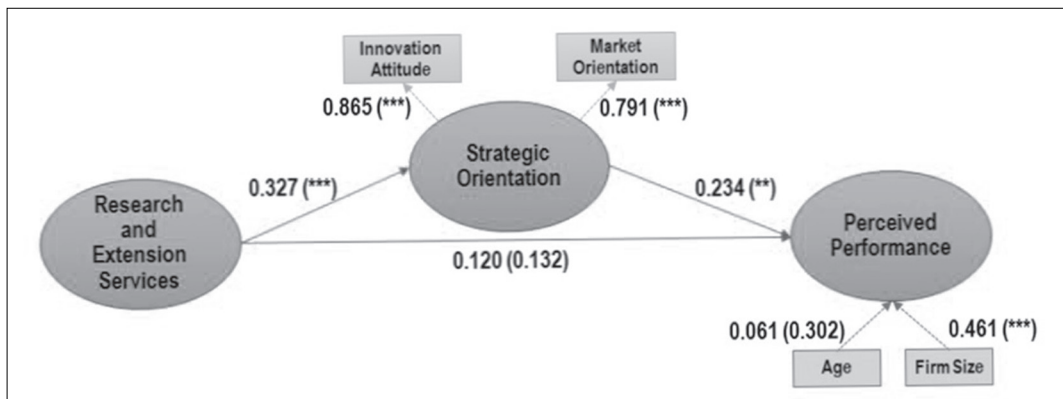 Innovation
Attitude
Market
Orientation
0.865 (***)
0.791 (***)
Strategic
Orientation
0.327 (***)
0.234 (**)
Research
and
Extension
Services
Perceived
Performance
0.120 (0.132)
0.061 (0.302)
0.461 (***)
Age
Firm Size